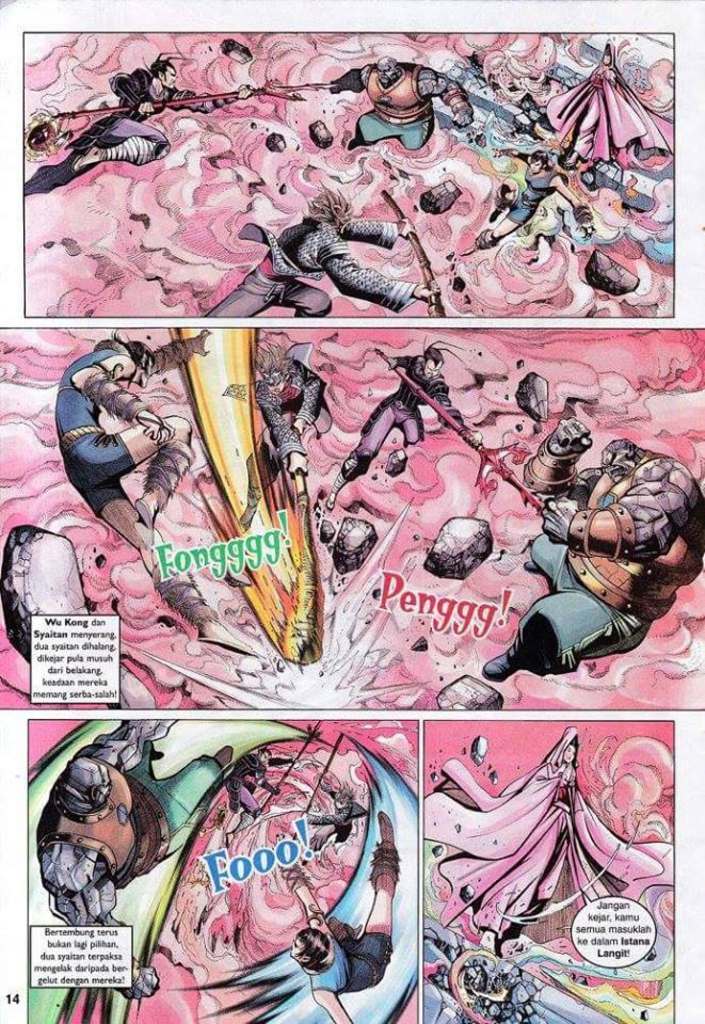 Fongggg!
Penggg!
Wu Kong dan
Syaitan menyerang,
dua syaitan dihalang,
dikejar pula musuh
dari belakang,
keadaan mereka
memang serba-salah!
Fooo!
Bertembung terus
bukan lagi pilihan,
dua syaitan terpaksa
mengelak daripada ber-
gelut dengan mereka!
Jangan
kejar, kamu
semua masuklah
ke dalam Istana
Langit!
14